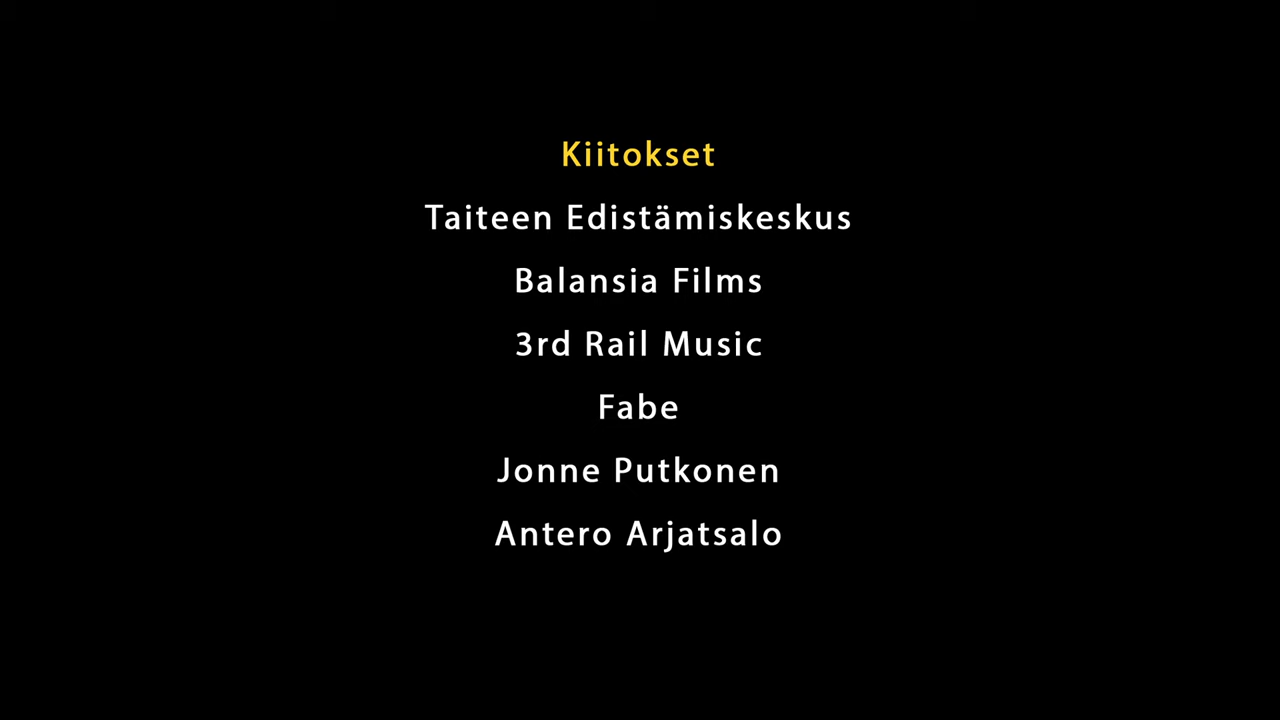 Kiitokset
Taiteen Edistämiskeskus
Balansia Films
3rd Rail Music
Fabe
Jonne Putkonen
Antero Arjatsalo